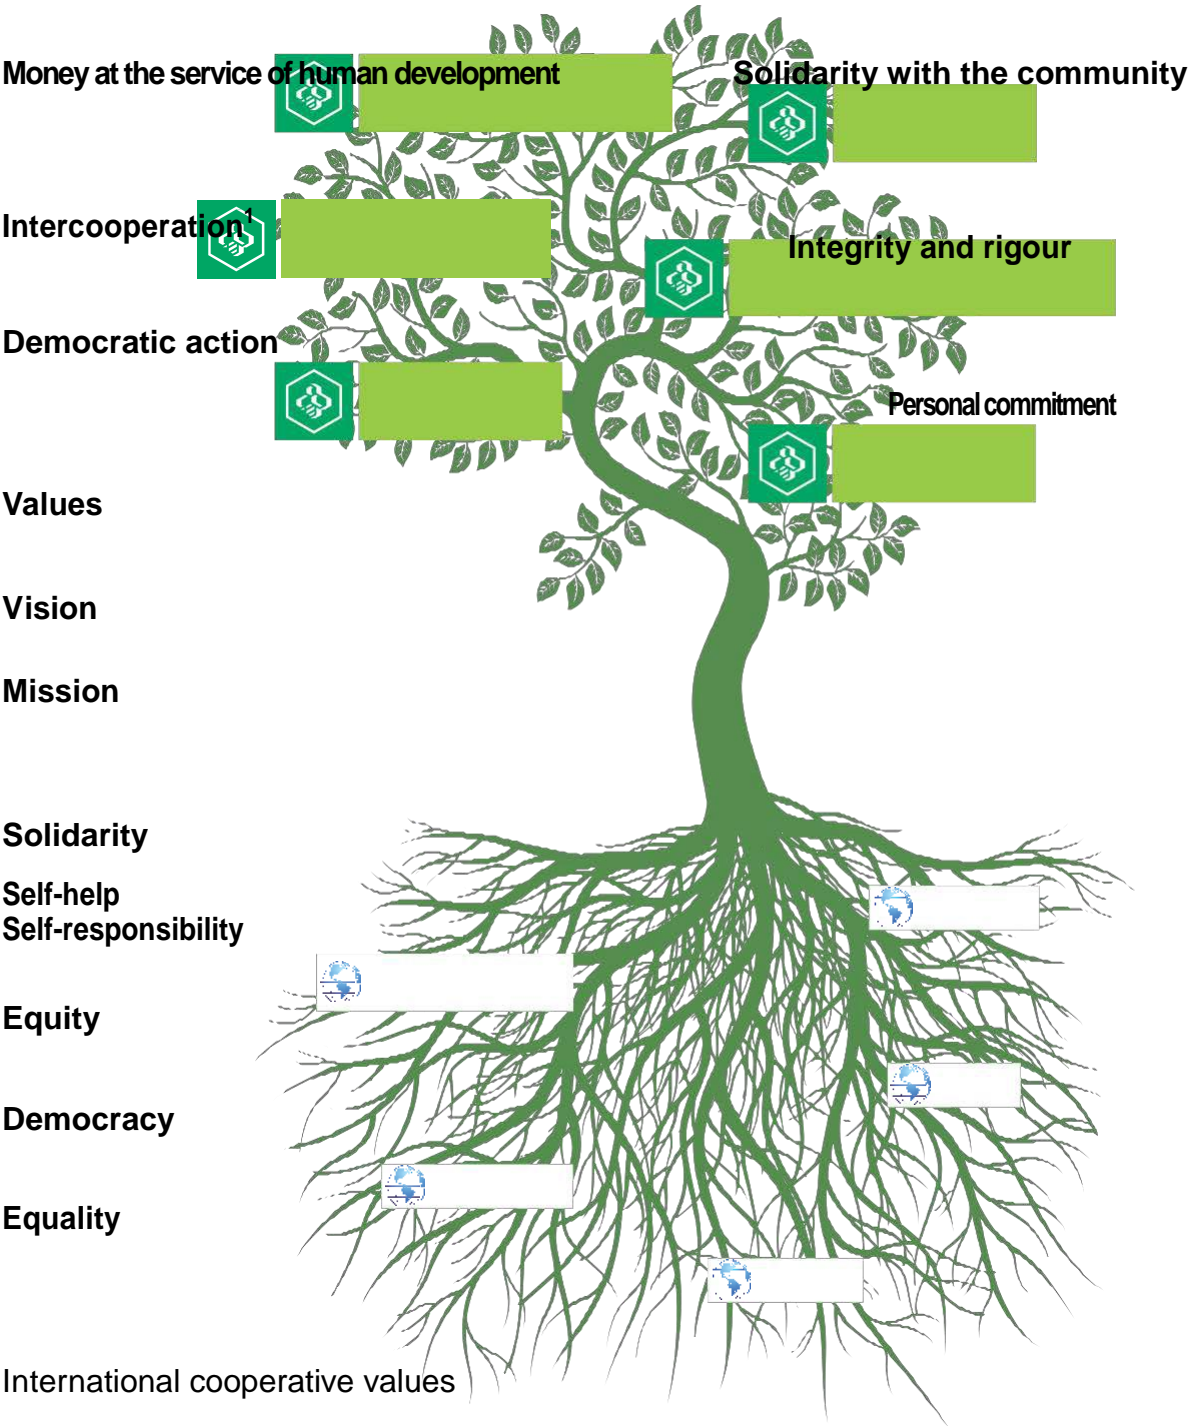 Money at the service of human development
Solidarity with the community
Intercooperation1
Integrity and rigour
Democratic action
Personal commitment
Values
Vision
Mission
Solidarity
Self-help
Self-responsibility
Equity
Democracy
Equality
International cooperative values